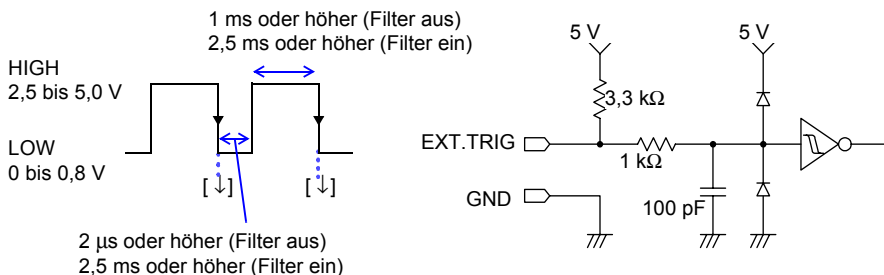 1 ms oder höher (Filter aus)
2,5 ms oder höher (Filter ein)
HIGH
2,5 bis 5,0 V
LOW
0 bis 0,8 V
[ ↓ ]
[ ↓ ]
2 μs oder höher (Filter aus)
2,5 ms oder höher (Filter ein)
5 V
5 V
3,3 kΩ
EXT.TRIG
1 kΩ
GND
100 pF